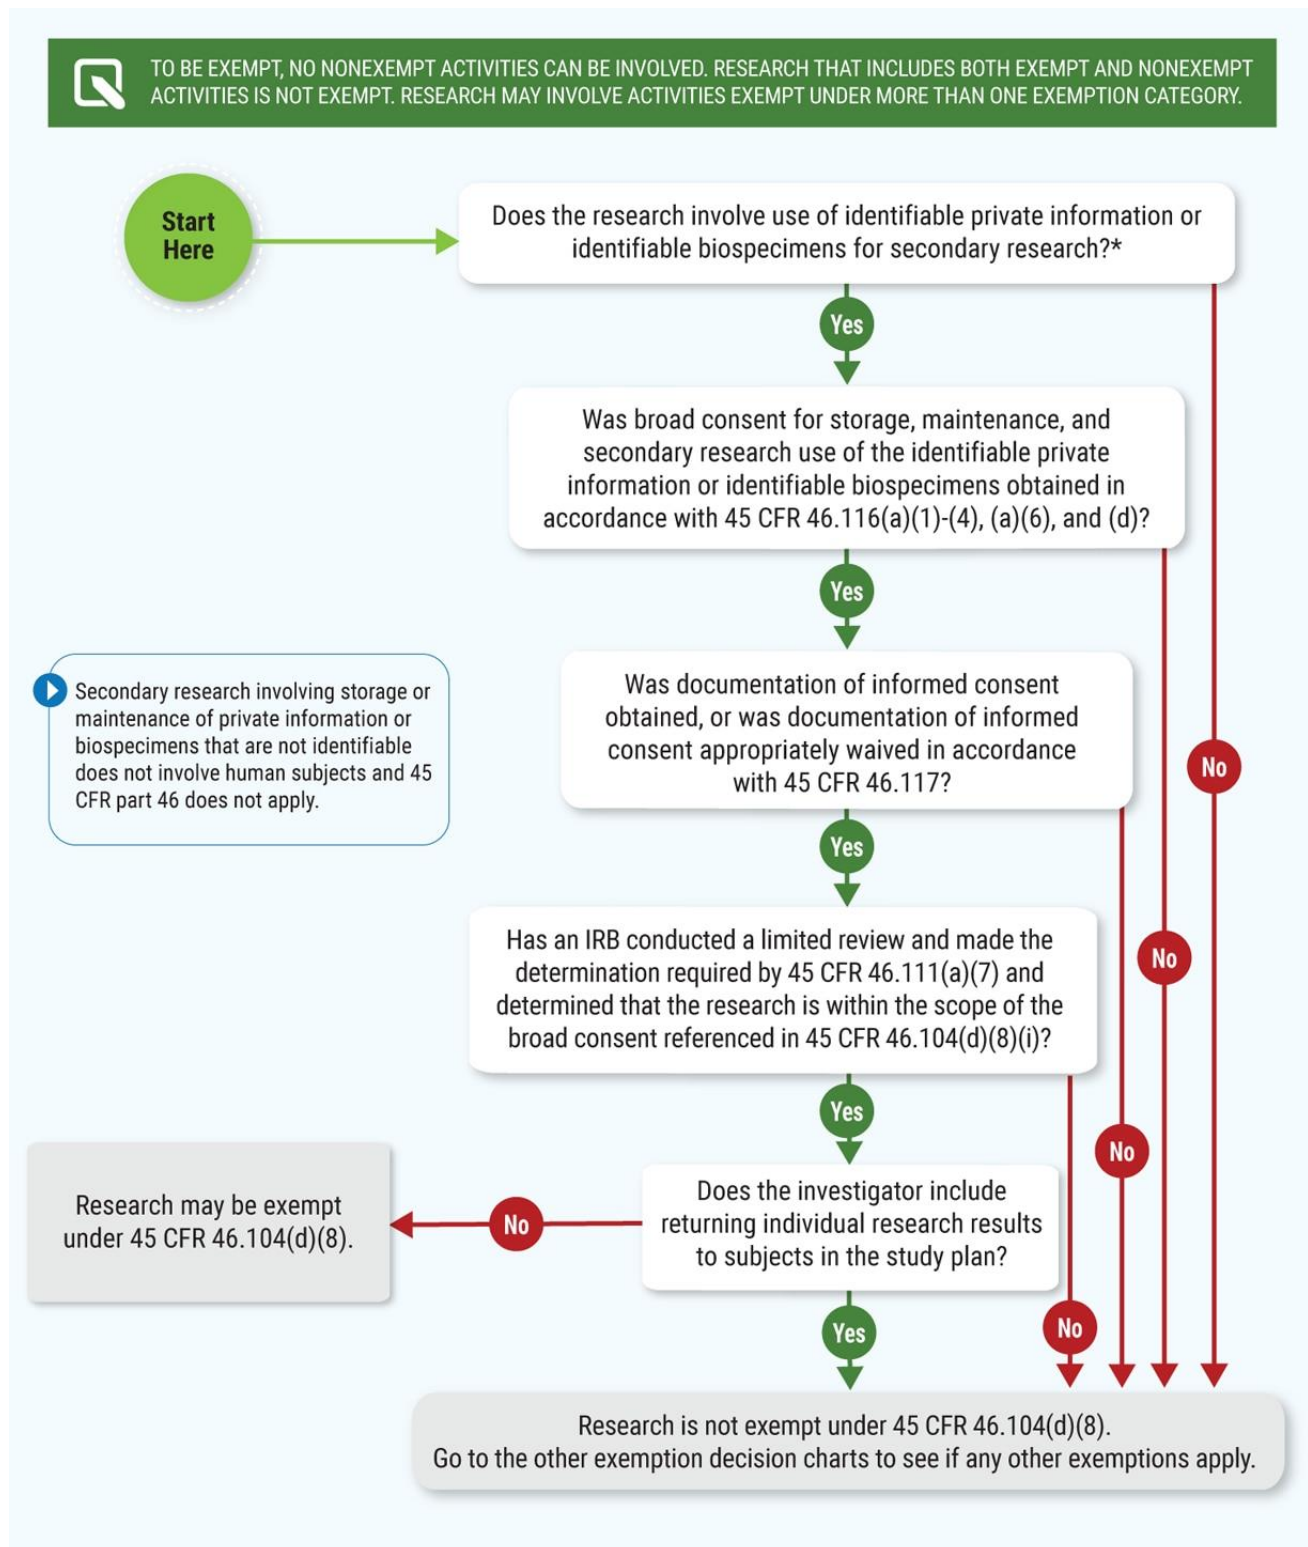 TO BE EXEMPT, NO NONEXEMPT ACTIVITIES CAN BE INVOLVED. RESEARCH THAT INCLUDES BOTH EXEMPT AND NONEXEMPT
ACTIVITIES IS NOT EXEMPT. RESEARCH MAY INVOLVE ACTIVITIES EXEMPT UNDER MORE THAN ONE EXEMPTION CATEGORY.
Start
Here
Does the research involve use of identifiable private information or
identifiable biospecimens for secondary research?*
Yes
Was broad consent for storage, maintenance, and
secondary research use of the identifiable private
information or identifiable biospecimens obtained in
accordance with 45 CFR 46.116(a)(1)-(4), (a)(6), and (d)?
Yes
Secondary research involving storage or
maintenance of private information or
biospecimens that are not identifiable
does not involve human subjects and 45
CFR part 46 does not apply.
Was documentation of informed consent
obtained, or was documentation of informed
consent appropriately waived in accordance
with 45 CFR 46.117?
No
Yes
Has an IRB conducted a limited review and made the
determination required by 45 CFR 46.111(a)(7) and
determined that the research is within the scope of the
broad consent referenced in 45 CFR 46.104(d)(8)(i)?
No
Yes
No
Research may be exempt
under 45 CFR 46.104(d)(8).
No
Does the investigator include
returning individual research results
to subjects in the study plan?
Yes
No
Research is not exempt under 45 CFR 46.104(d)(8).
Go to the other exemption decision charts to see if any other exemptions apply.